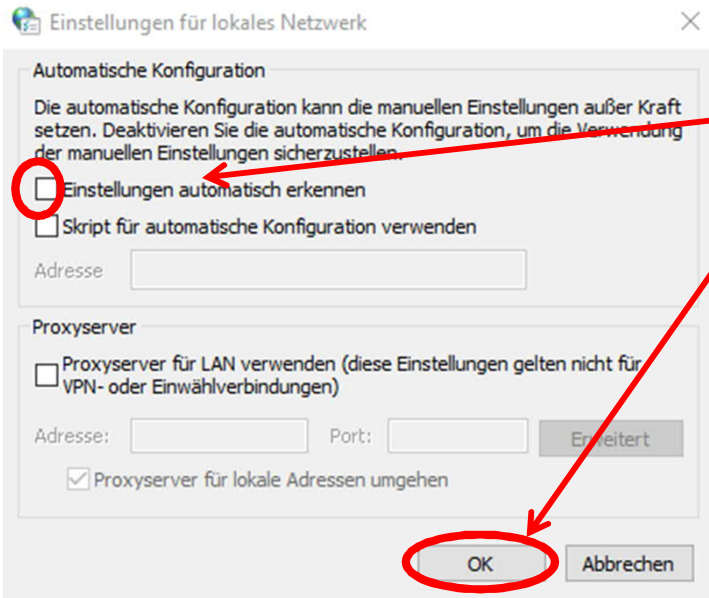 Einstellungen für lokales Netzwerk
Automatische Konfiguration
Die automatische Konfiguration kann die manuellen Einstellungen außer Kraft
setzen. Deaktivieren Sie die automatische Konfiguration, um die Verwendung
der manuellen Einstellungen sicherzustellen.
Einstellungen automatisch erkennen
Skript für automatische Konfiguration verwenden
Adresse
Proxyserver
Proxyserver für LAN verwenden (diese Einstellungen gelten nicht für
VPN- oder Einwählverbindungen)
Adresse: Port: Erweitert
Proxyserver für lokale Adressen umgehen
OK Abbrechen